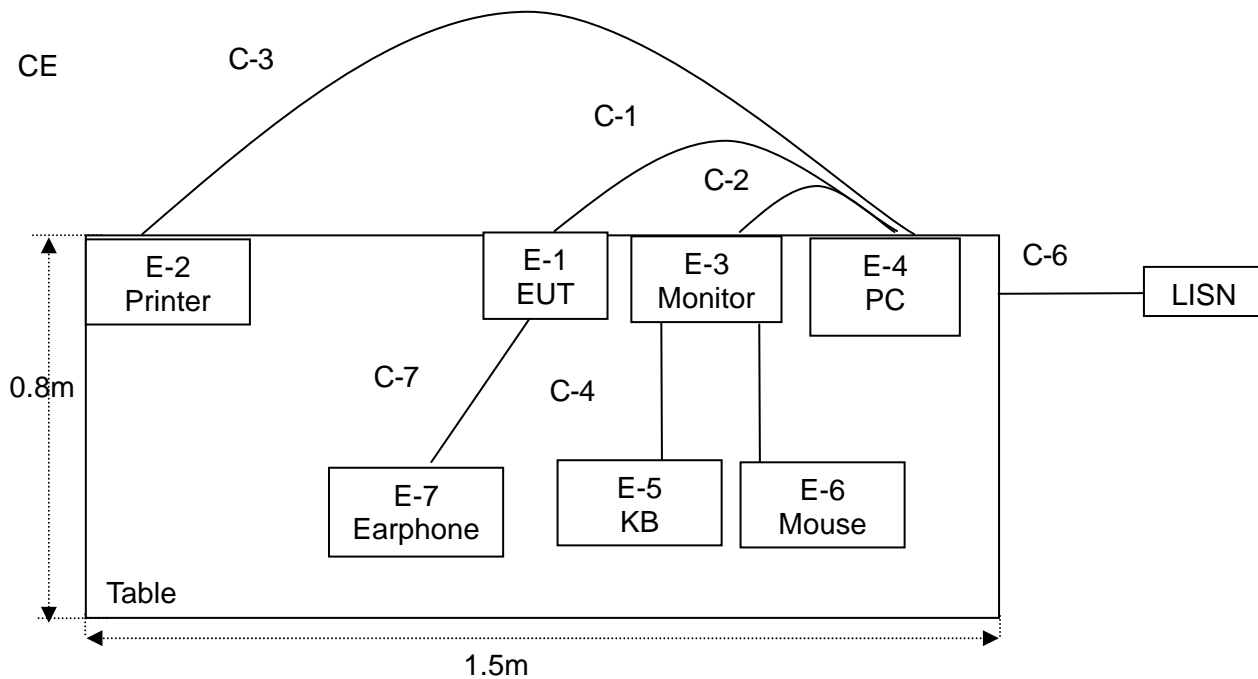 CE
C-3
C-1
C-2
E-2
Printer
E-1
EUT
E-3
Monitor
E-4
PC
C-6
LISN
0.8m
C-7
C-4
E-7
Earphone
E-5
KB
E-6
Mouse
Table
1.5m